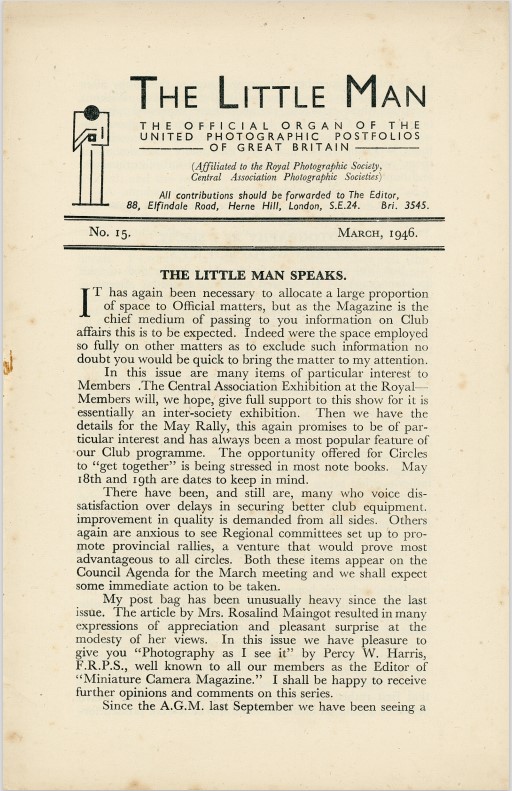 THE LITTLE MAN
THE OFFICIAL ORGAN OF THE
UNITED PHOTOGRAPHIC POSTFOLIOS
OF GREAT BRITAIN
(Affiliated to the Royal Photographic Society,
Central Association Photographic Societies)
All contributions should be forwarded to The Editor,
88, Elfindale Road, Herne Hill, London, S.E.24. Bri. 3545.
No. 15. MARCH, 1946.
THE LITTLE MAN SPEAKS.
IT has again been necessary to allocate a large proportion
of space to Official matters, but as the Magazine is the
chief medium of passing to you information on Club
affairs this is to be expected. Indeed were the space employed
so fully on other matters as to exclude such information no
doubt you would be quick to bring the matter to my attention.
In this issue are many items of particular interest to
Members .The Central Association Exhibition at the Royal—
Members will, we hope, give full support to this show for it is
essentially an inter-society exhibition. Then we have the
details for the May Rally, this again promises to be of par-
ticular interest and has always been a most popular feature of
our Club programme. The opportunity offered for Circles
to "get together" is being stressed in most note books. May
18th and 19th are dates to keep in mind.
There have been, and still are, many who voice dis-
satisfaction over delays in securing better club equipment.
improvement in quality is demanded from all sides. Others
again are anxious to see Regional committees set up to pro-
mote provincial rallies, a venture that would prove most
advantageous to all circles. Both these items appear on the
Council Agenda for the March meeting and we shall expect
some immediate action to be taken.
My post bag has been unusually heavy since the last
issue. The article by Mrs. Rosalind Maingot resulted in many
expressions of appreciation and pleasant surprise at the
modesty of her views. In this issue we have pleasure to
give you "Photography as I see it" by Percy W. Harris,
F.R.P.S., well known to all our members as the Editor of
"Miniature Camera Magazine." I shall be happy to receive
further opinions and comments on this series.
Since the A.G.M. last September we have been seeing a